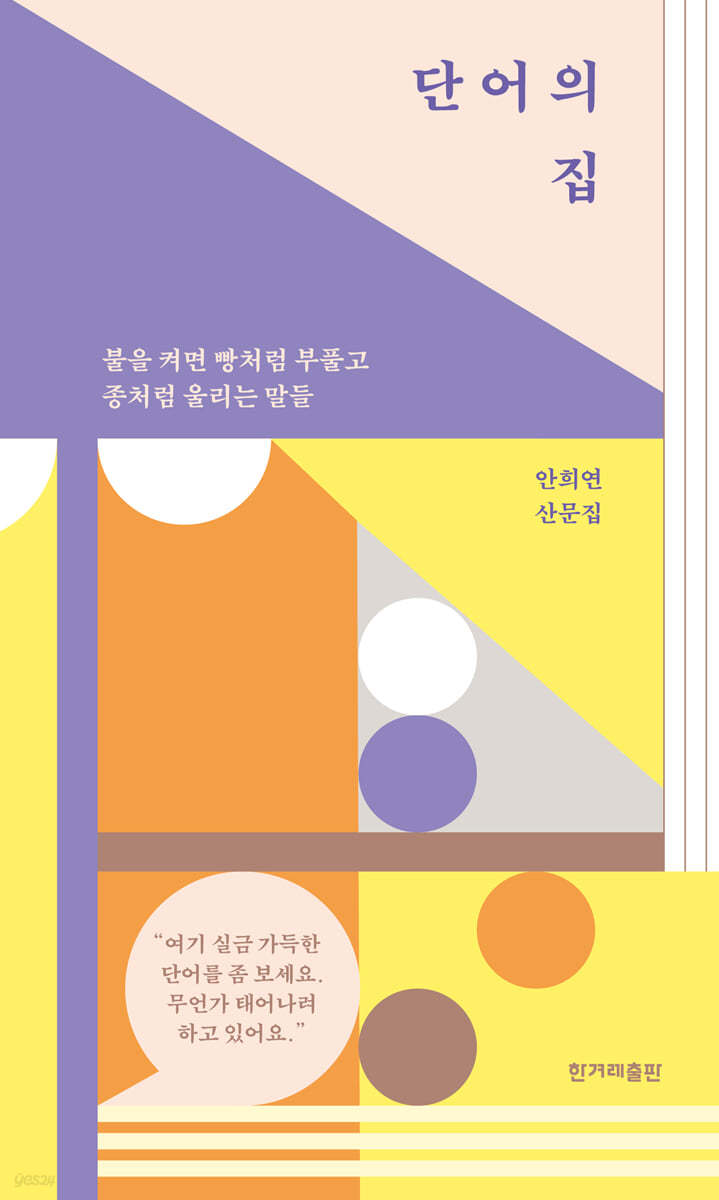 단어의
집
불을 켜면 빵처럼 부풀고
종처럼 울리는 말들
안희연
산문집
“여기 실금 가득한
단어를 좀 보세요.
무언가 태어나려
하고 있어요.”
한겨레출판
yes24